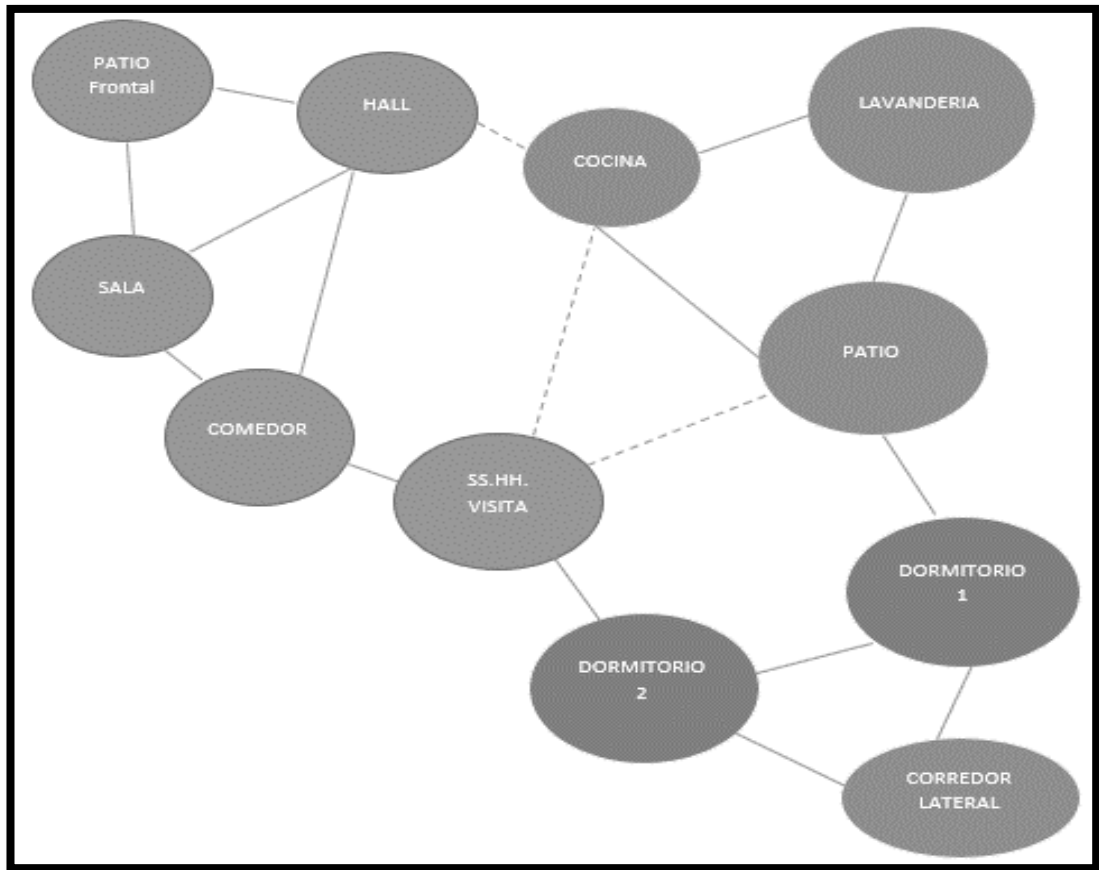 PATIO
Frontal
HALL
LAVANDERIA
COCINA
SALA
PATIO
COMEDOR
SS.HH.
VISITA
DORMITORIO
1
DORMITORIO
2
CORREDOR
LATERAL